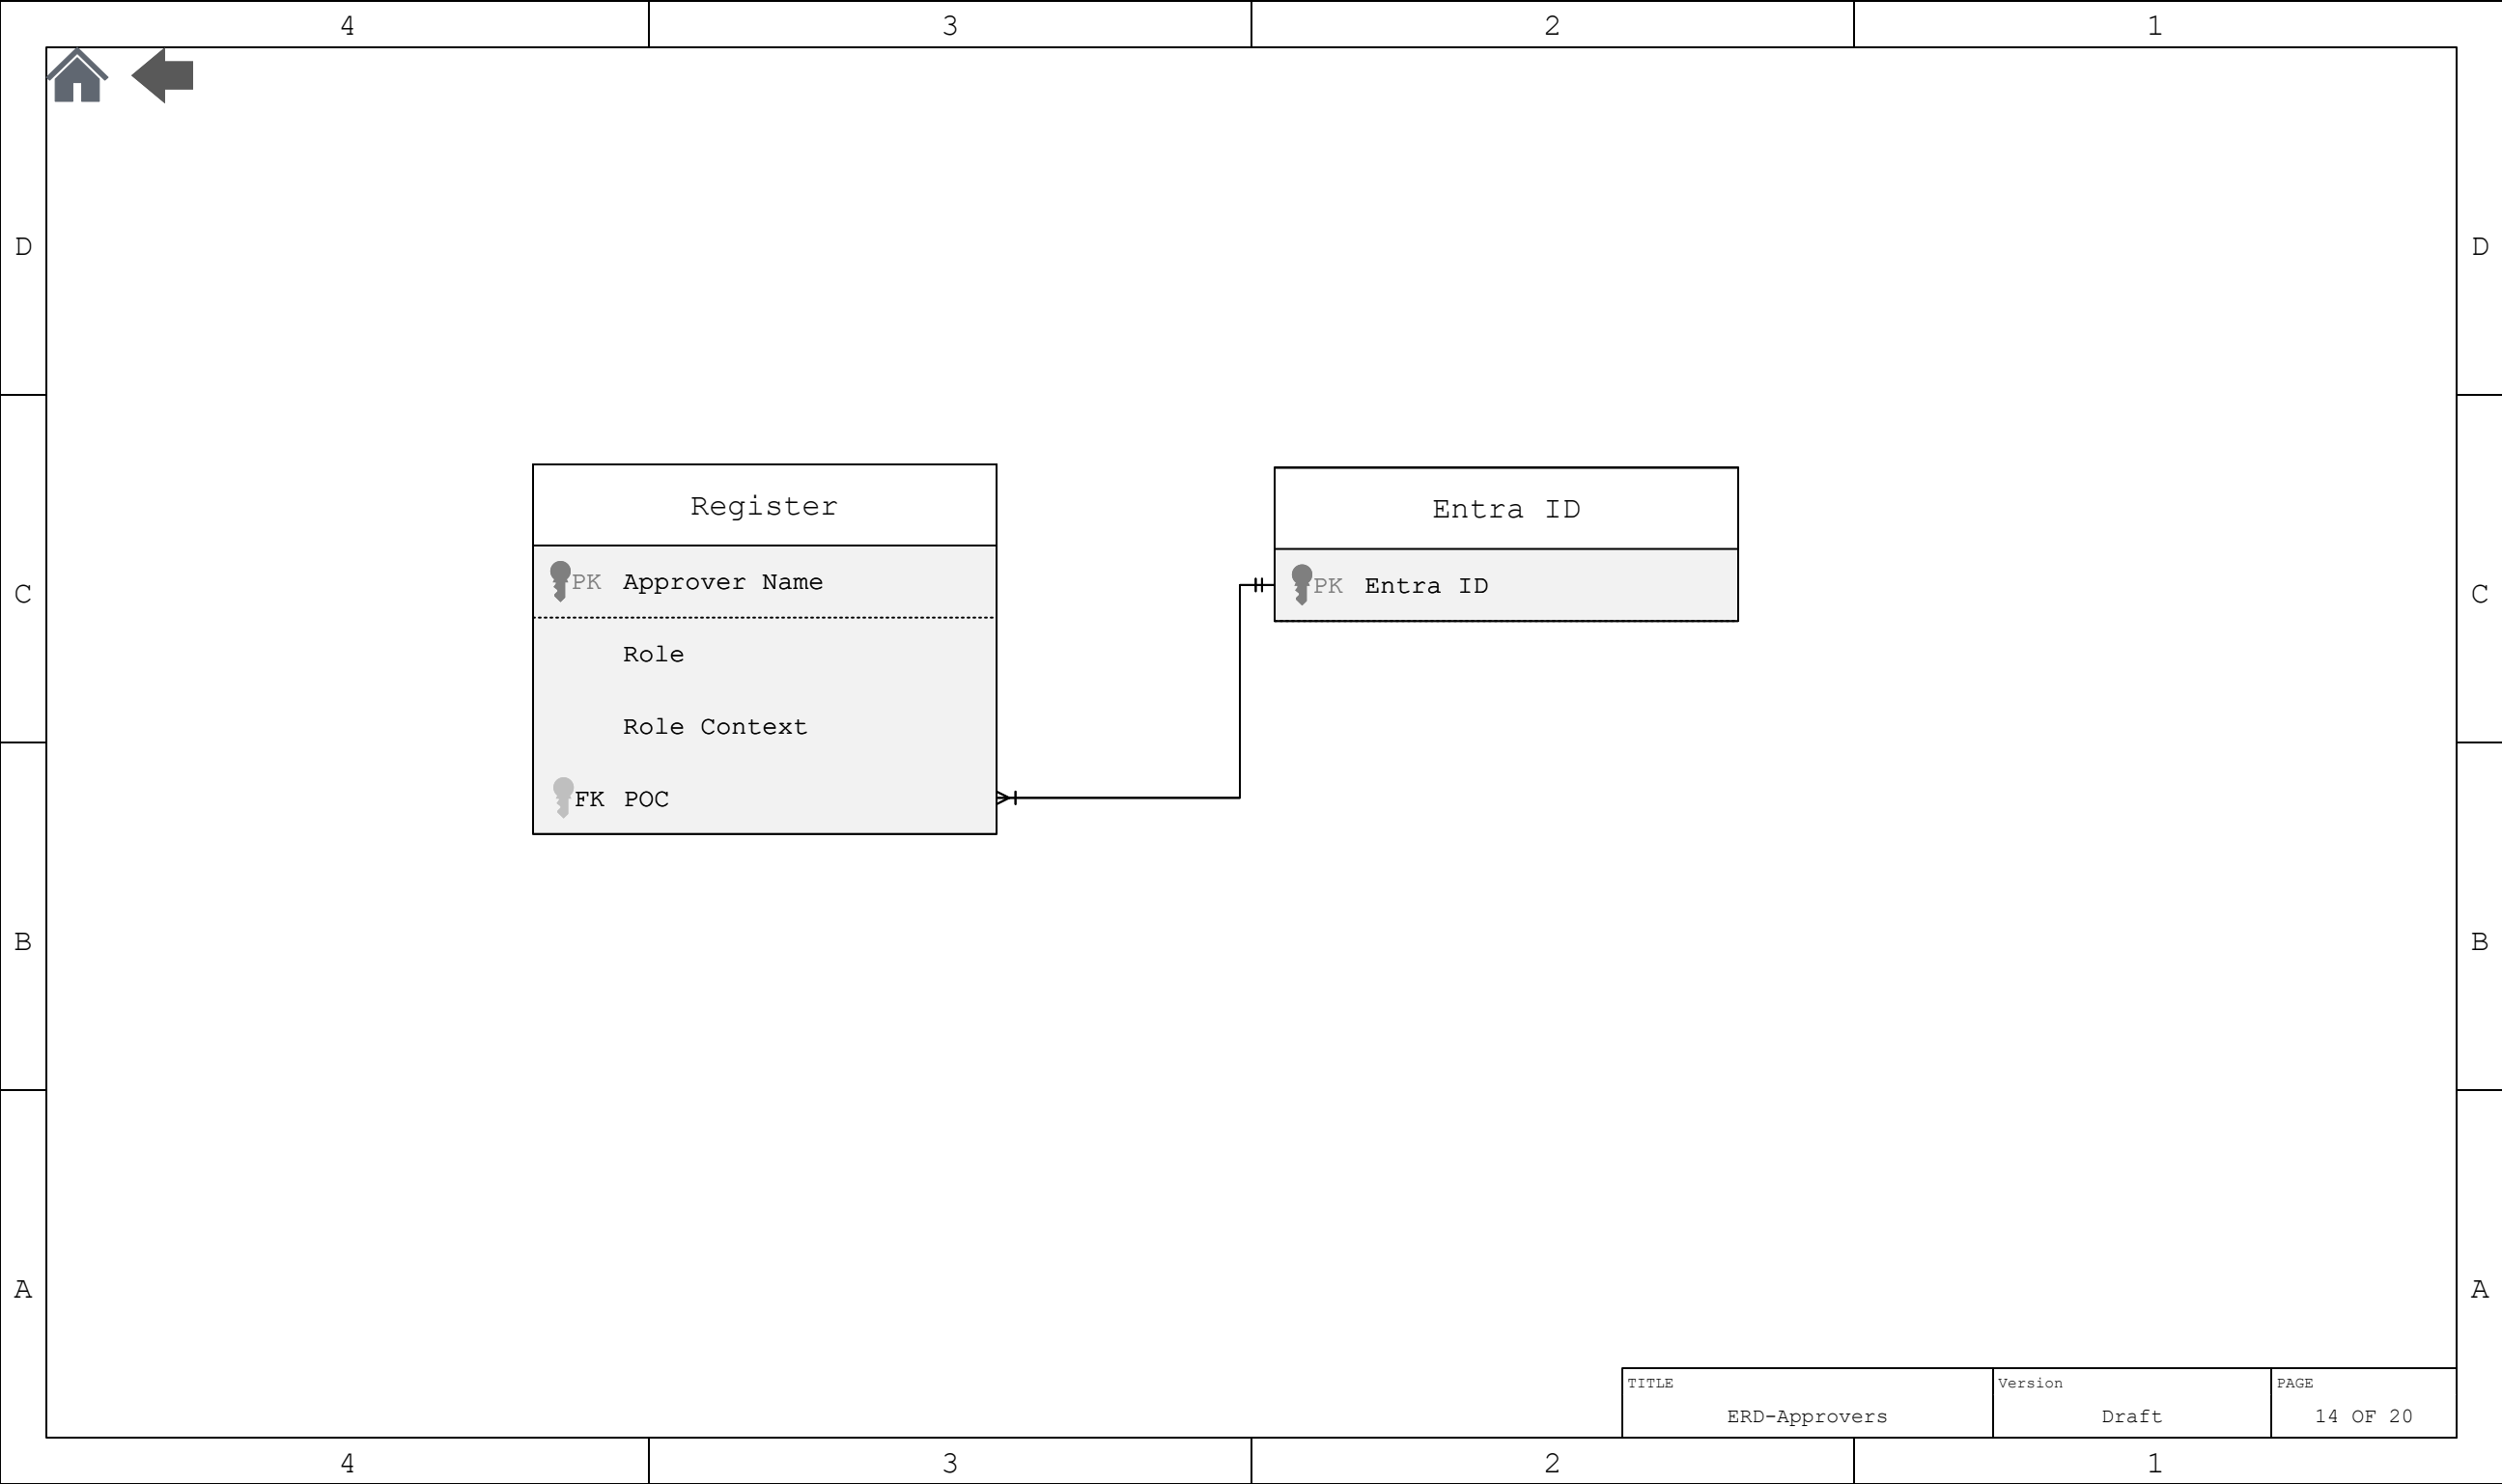 4 3 2 1
D D
Register
Entra ID
PK Approver Name
PK Entra ID
C C
Role
Role Context
FK POC
B B
A A
TITLE Version PAGE
ERD-Approvers Draft 14 OF 20
4 3 2 1